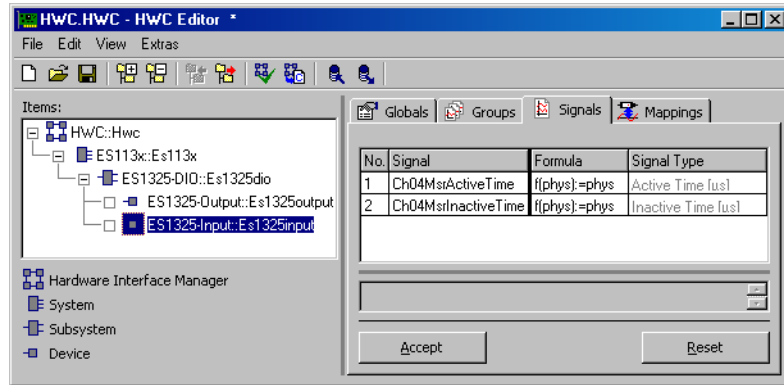 HWC.HWC - HWC Editor *
File Edit View Extras
Items:
HWC::Hwc
ES113x::Es113x
ES1325-DIO::Es1325dio
ES1325-Output::Es1325output
ES1325-Input::Es1325input
Hardware Interface Manager
System
Subsystem
Device
Globals Groups Signals Mappings
No. Signal Formula Signal Type
1 Ch04MsrActiveTime f(phys):=phys Active Time [us]
2 Ch04MsrInactiveTime f(phys):=phys Inactive Time [us]
Accept Reset